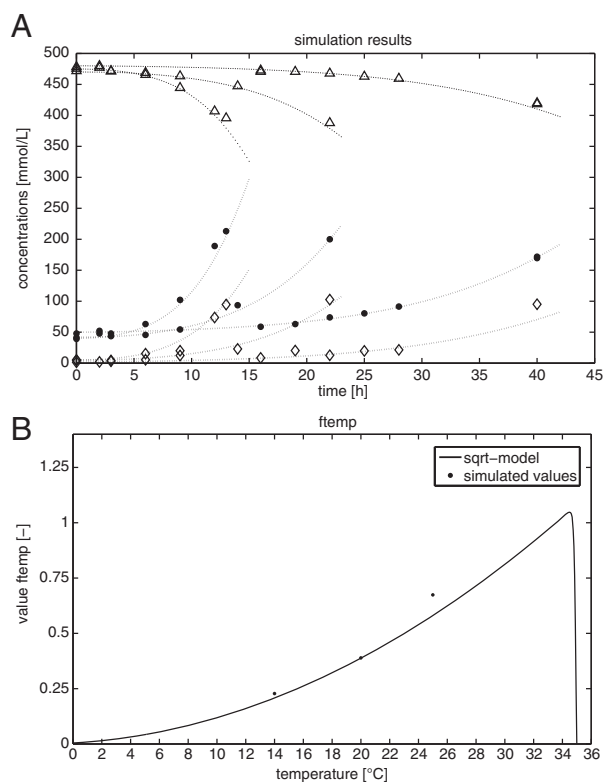 A
simulation results
500
450
400
350
300
250
200
150
100
50
0
concentrations [mmol/L]
0 5 10 15 20 25 30 35 40 45
time [h]
B
ftemp
1.25
1
0.75
0.5
0.25
0
value ftemp [–]
sqrt-model
simulated values
0 2 4 6 8 10 12 14 16 18 20 22 24 26 28 30 32 34 36
temperature [°C]